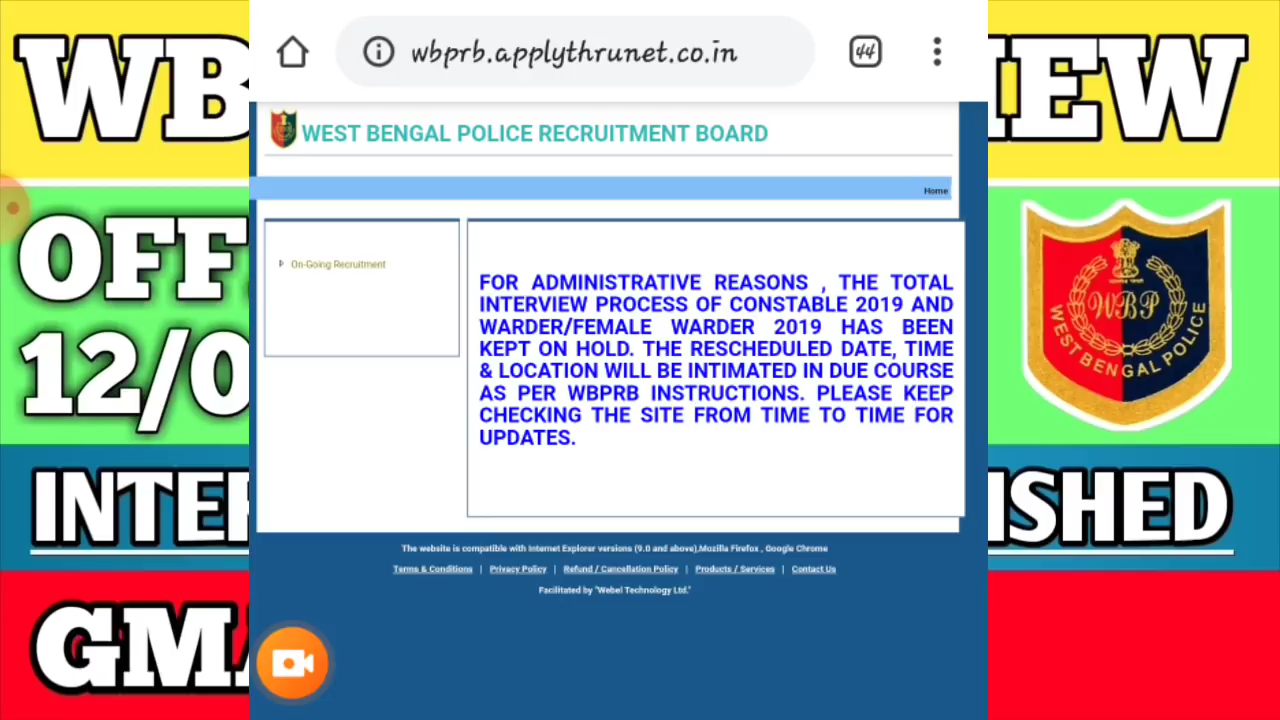 WB
IEW
OFF
12/0
INTE
ISHED
GM
wbprb.applythrunet.co.in
44
WEST BENGAL POLICE RECRUITMENT BOARD
Home
On-Going Recruitment
FOR ADMINISTRATIVE REASONS , THE TOTAL
INTERVIEW PROCESS OF CONSTABLE 2019 AND
WARDER/FEMALE WARDER 2019 HAS BEEN
KEPT ON HOLD. THE RESCHEDULED DATE, TIME
& LOCATION WILL BE INTIMATED IN DUE COURSE
AS PER WBPRB INSTRUCTIONS. PLEASE KEEP
CHECKING THE SITE FROM TIME TO TIME FOR
UPDATES.
WBP
WEST BENGAL POLICE
The website is compatible with Internet Explorer versions (9.0 and above),Mozilla Firefox , Google Chrome
Terms & Conditions | Privacy Policy | Refund / Cancellation Policy | Products / Services | Contact Us
Facilitated by "Webel Technology Ltd."